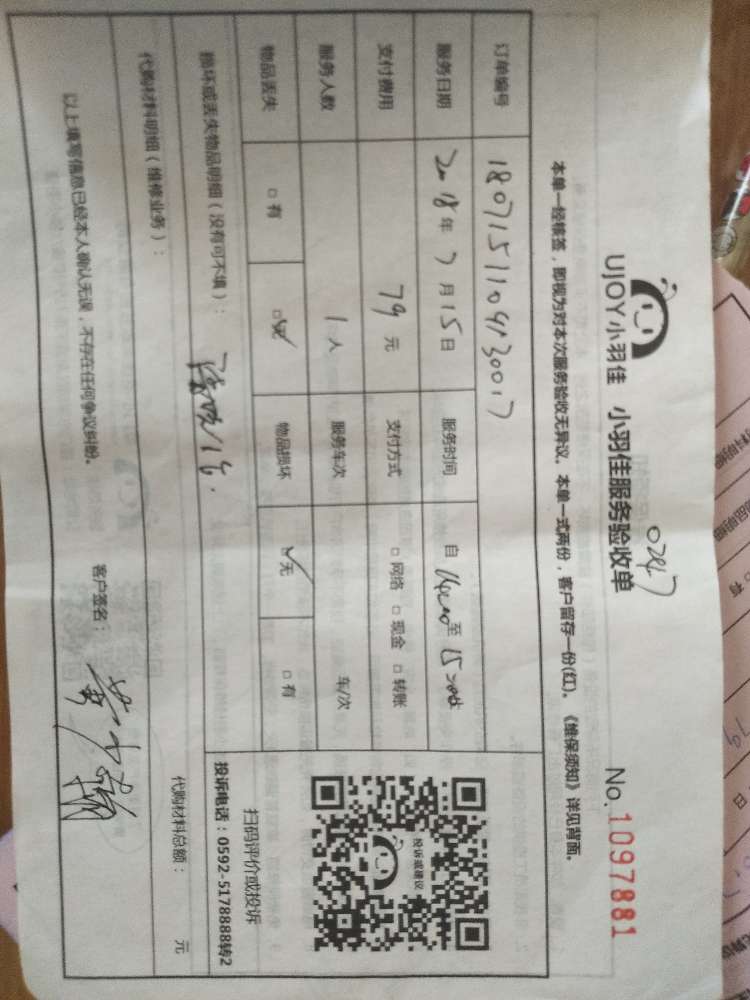 UJOY小羽佳 小羽佳服务验收单 No.1097881
0247
本单一经核签，即视为对本次服务验收无异议。本单一式两份，客户留存一份(红)。《维保须知》详见背面。
订单编号
服务日期 2018年7月15日 服务时间 自 至
支付费用 79元 支付方式 □网络 □现金 □转账
服务人数 1人 服务车次 车/次
物品丢失 □有 □无 物品损坏 □无 □有
损坏或丢失物品明细（没有可不填）：
代购材料明细（维修业务）：
代购材料总额： 元
以上填写信息已经本人确认无误，不存在任何争议纠纷。
客户签名：
投诉或建议
扫码评价或投诉
投诉电话：0592-5178888转2